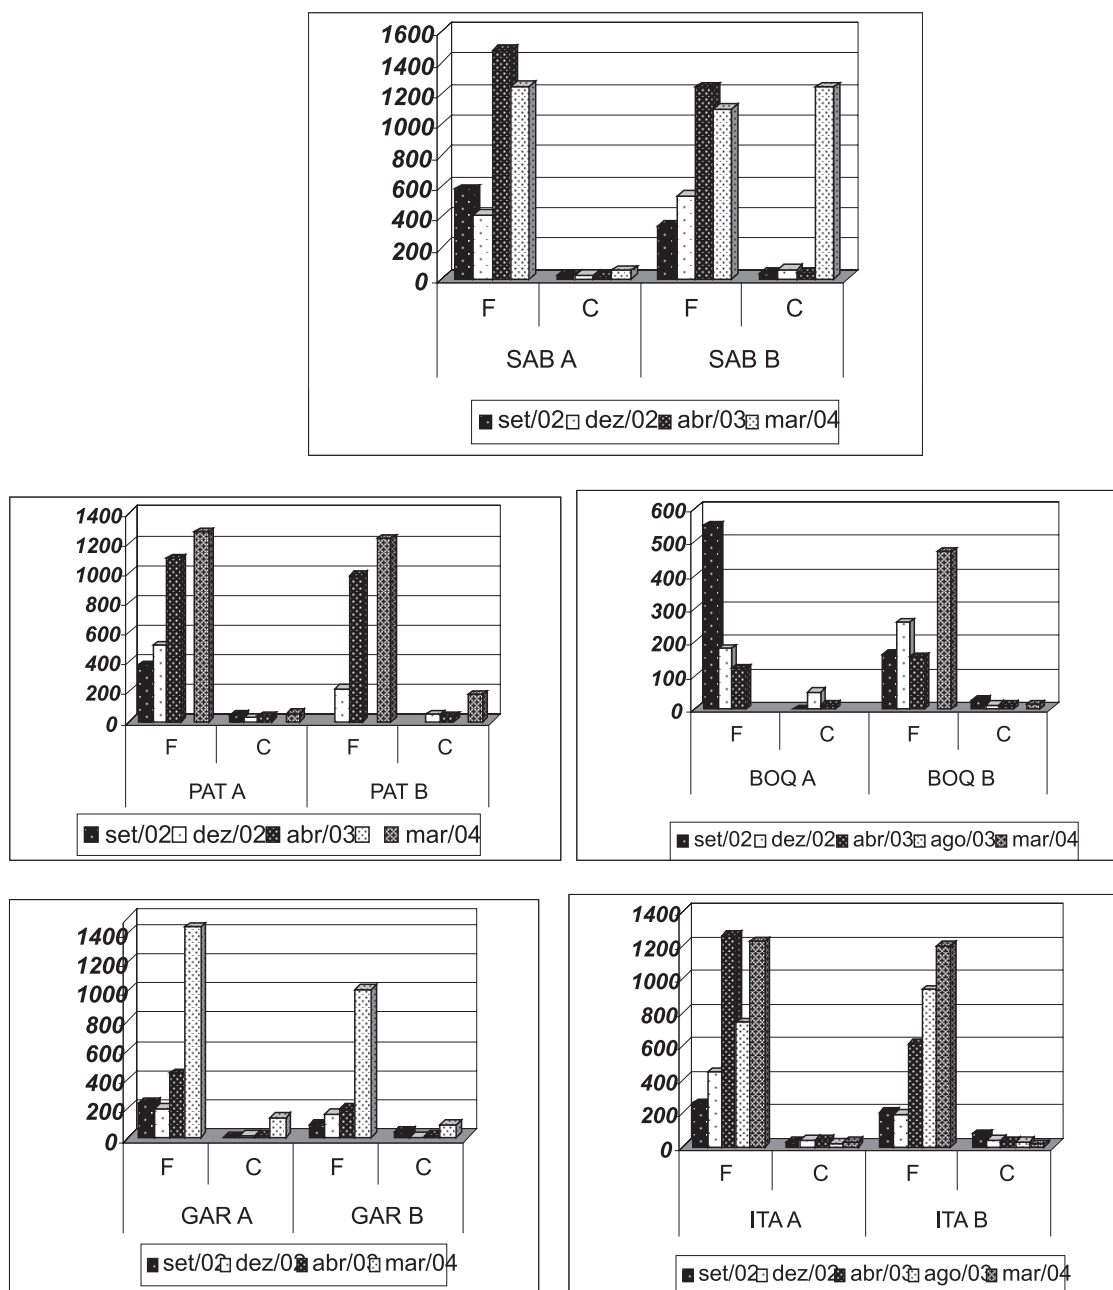 1600
1400
1200
1000
800
600
400
200
0
F C F C
SAB A SAB B
set/02 dez/02 abr/03 mar/04
1400
1200
1000
800
600
400
200
0
F C F C
PAT A PAT B
set/02 dez/02 abr/03 mar/04
600
500
400
300
200
100
0
F C F C
BOQ A BOQ B
set/02 dez/02 abr/03 ago/03 mar/04
1400
1200
1000
800
600
400
200
0
F C F C
GAR A GAR B
set/02 dez/02 abr/03 mar/04
1400
1200
1000
800
600
400
200
0
F C F C
ITA A ITA B
set/02 dez/02 abr/03 ago/03 mar/04